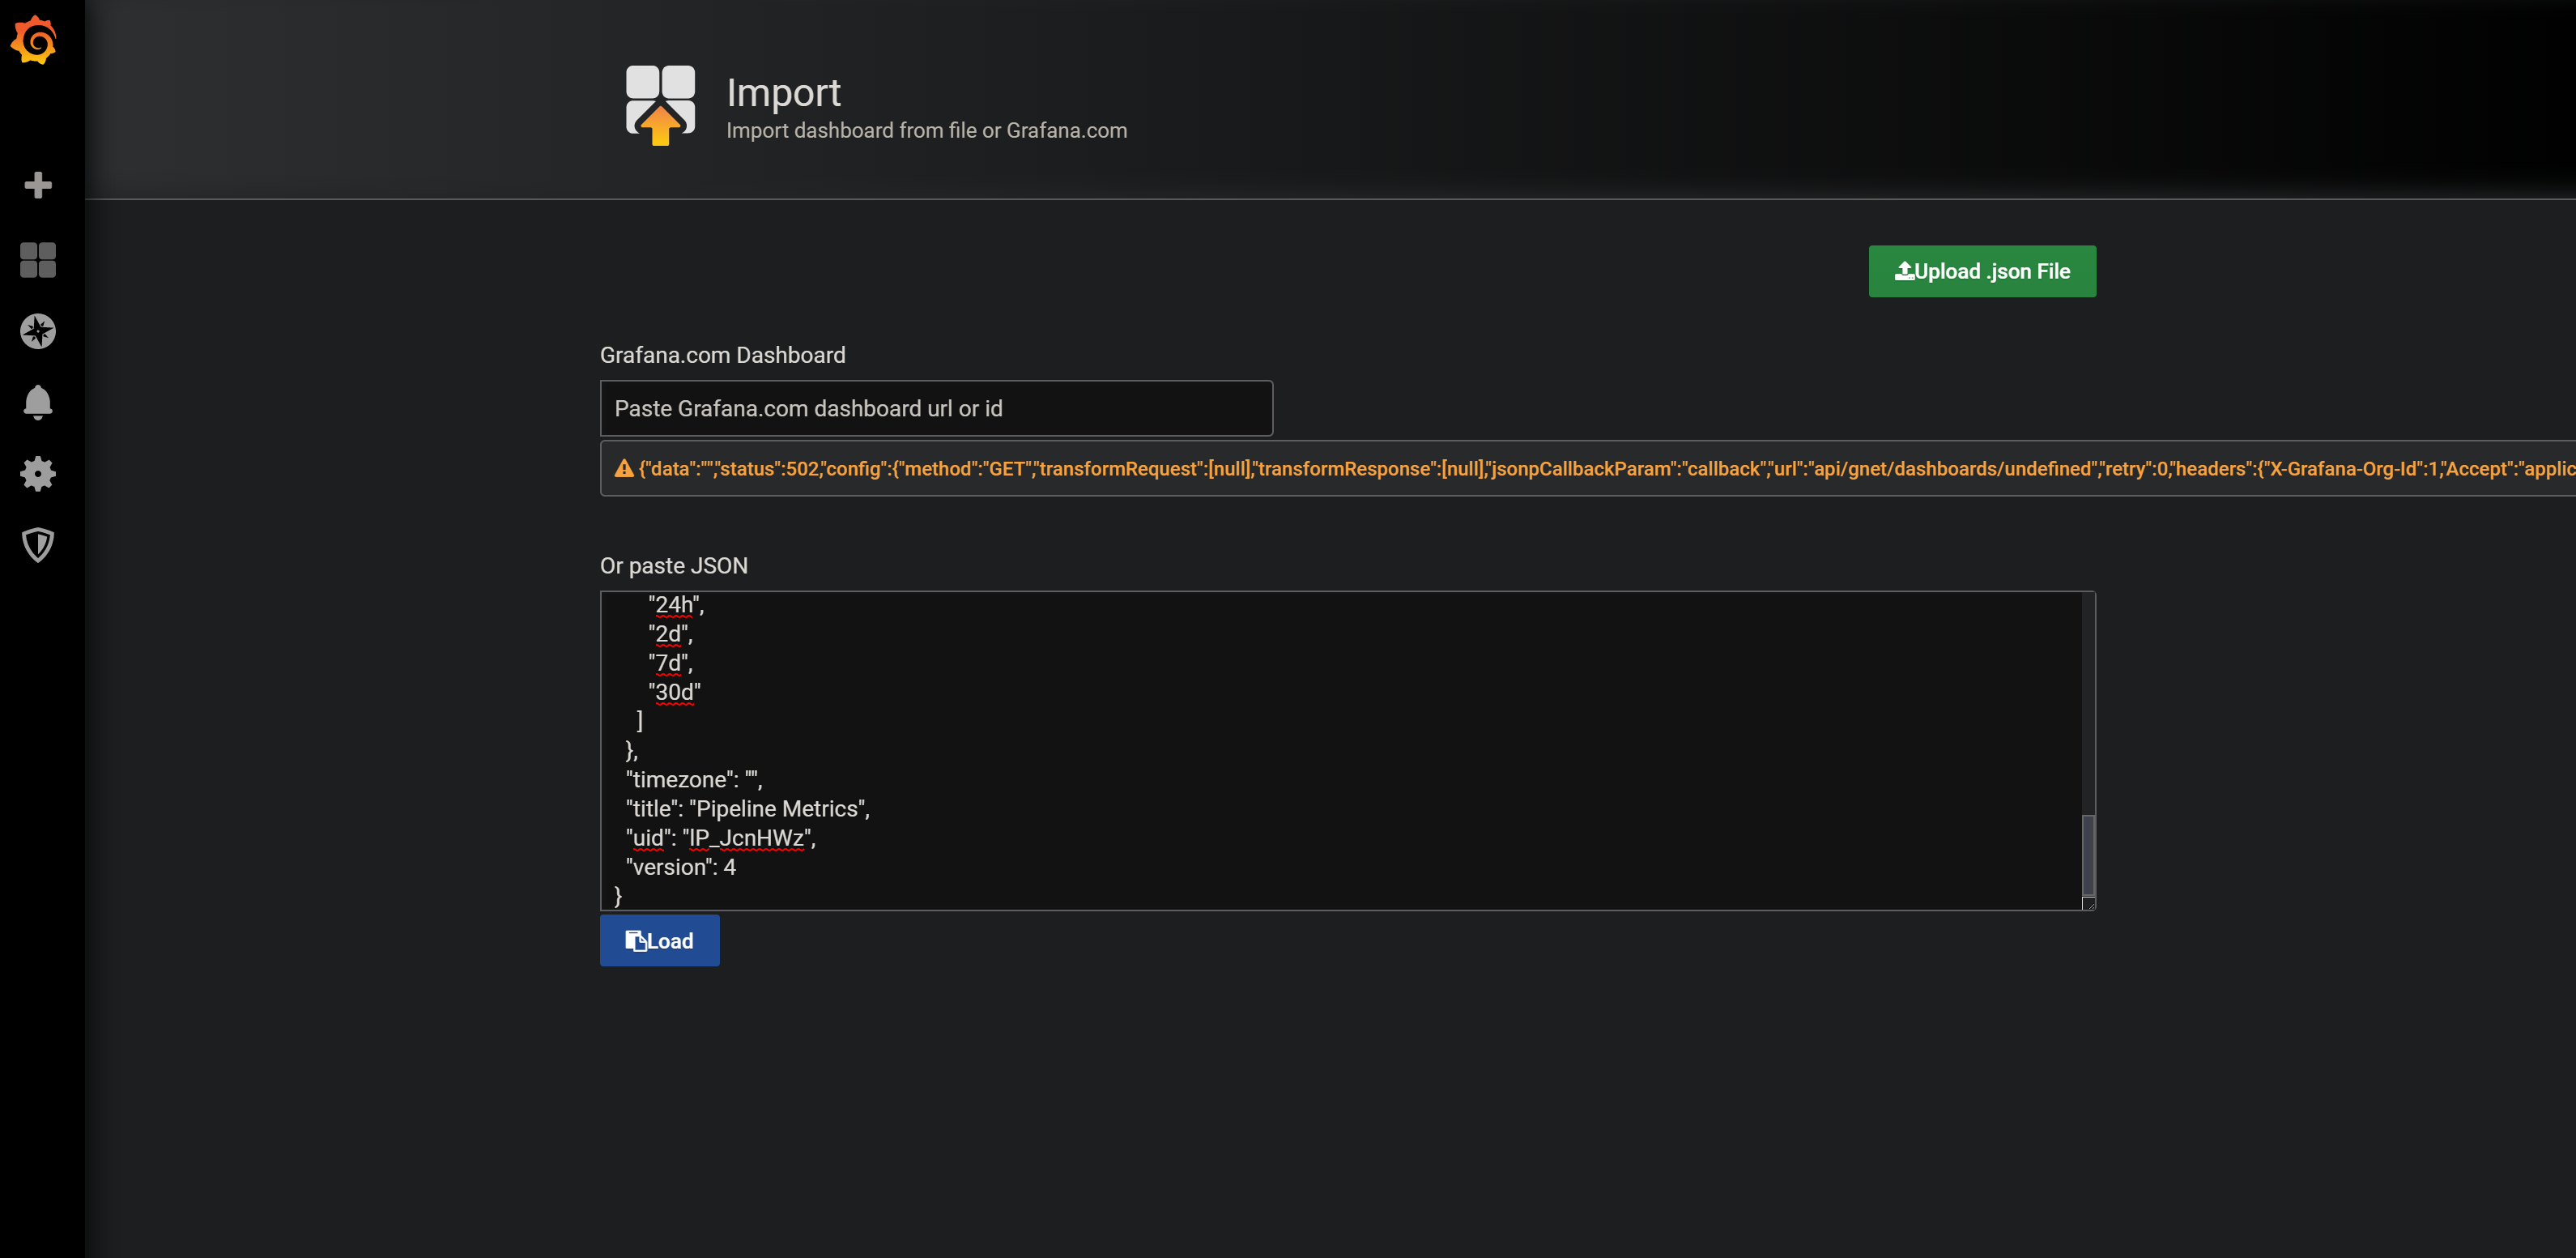 Import
Import dashboard from file or Grafana.com
Upload .json File
Grafana.com Dashboard
Paste Grafana.com dashboard url or id
{"data":"","status":502,"config":{"method":"GET","transformRequest":[null],"transformResponse":[null],"jsonpCallbackParam":"callback","url":"api/gnet/dashboards/undefined","retry":0,"headers":{"X-Grafana-Org-Id":1,"Accept":"applic
Or paste JSON
"24h",
"2d",
"7d",
"30d"
]
},
"timezone": "",
"title": "Pipeline Metrics",
"uid": "lP_JcnHWz",
"version": 4
}
Load